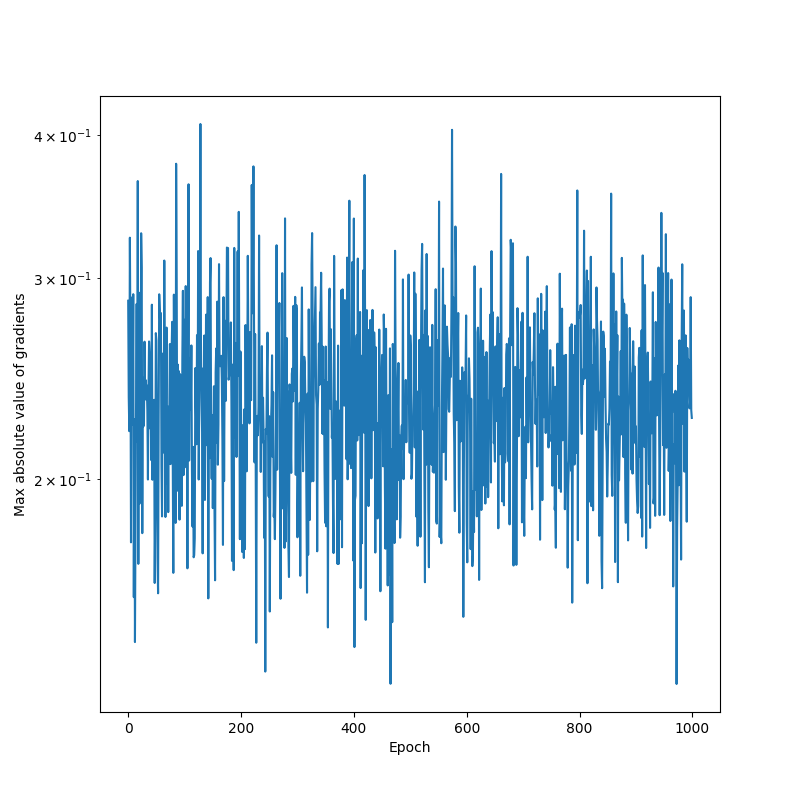 Max absolute value of gradients
4 × 10⁻¹
3 × 10⁻¹
2 × 10⁻¹
0 200 400 600 800 1000
Epoch